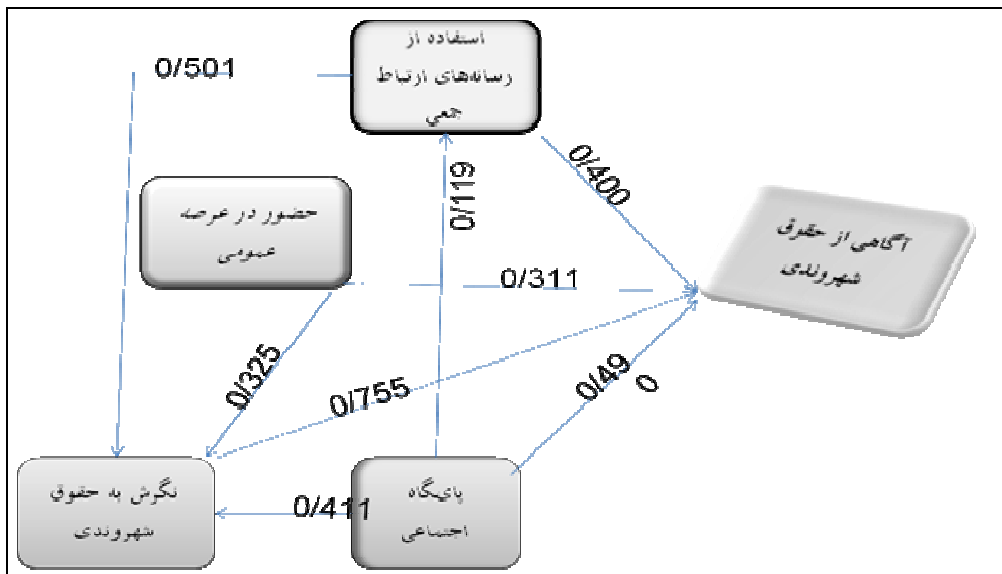 استفاده از
رسانه‌های ارتباط
جمعی
0/501
0/400
0/119
حضور در عرصه
عمومی
آگاهی از حقوق
شهروندی
0/311
0/325
0/755
0/49
0
نگرش به حقوق
شهروندی
0/411
پایگاه
اجتماعی